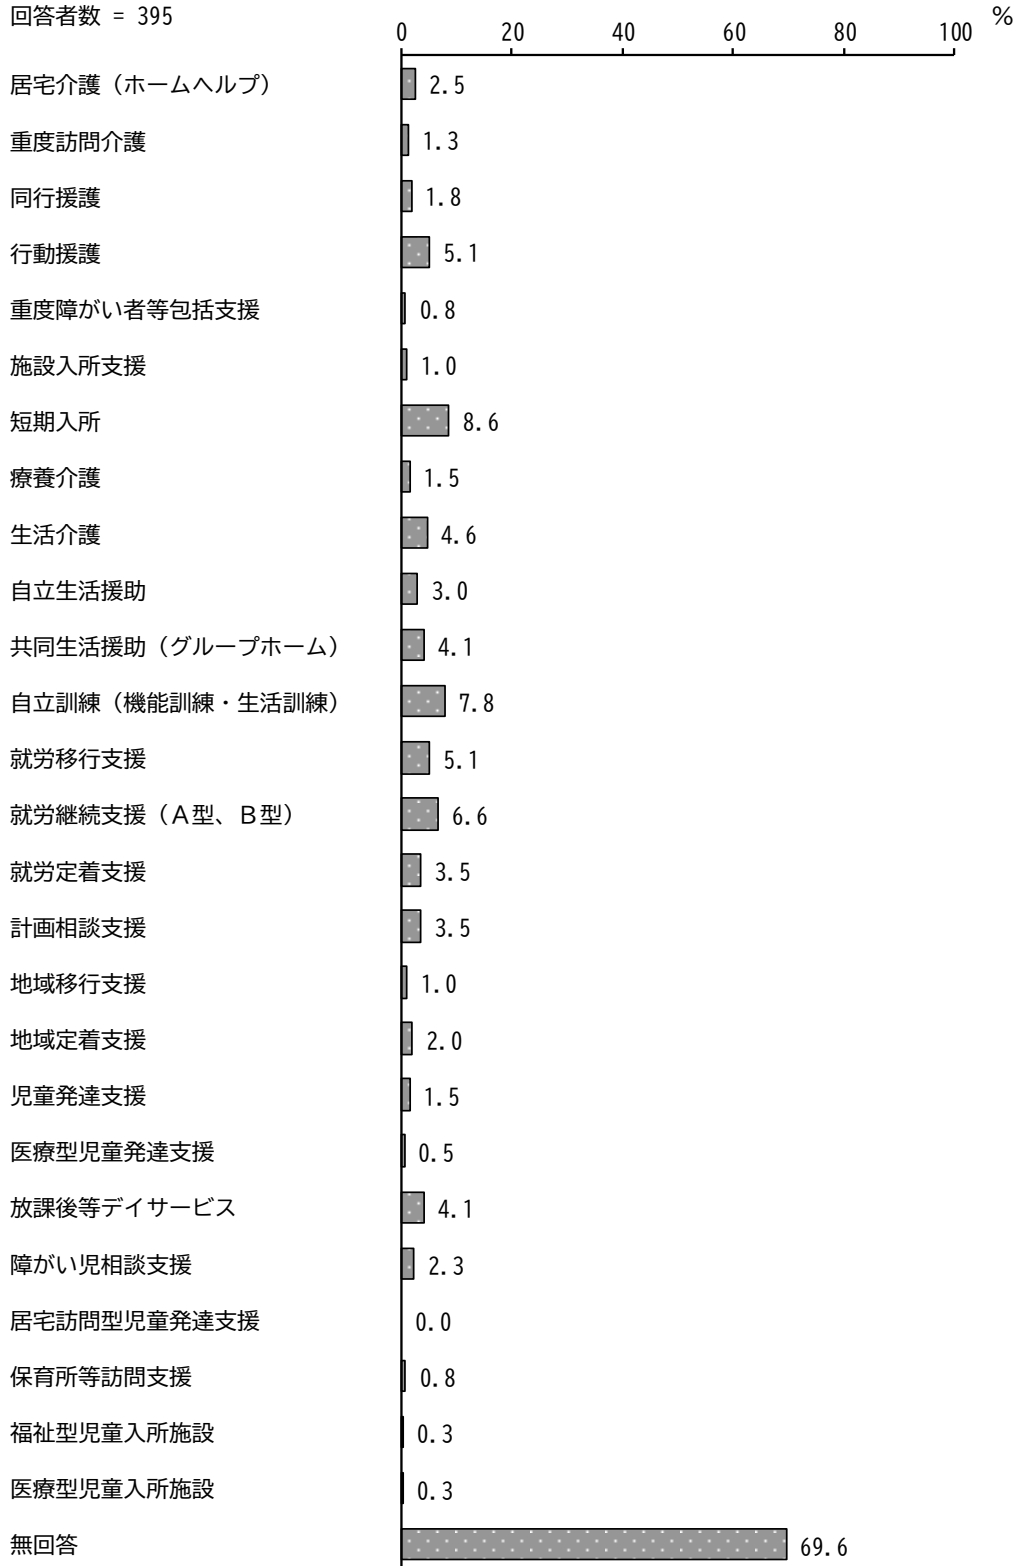 回答者数 = 395
0 20 40 60 80 100 %
居宅介護（ホームヘルプ） 2.5
重度訪問介護 1.3
同行援護 1.8
行動援護 5.1
重度障がい者等包括支援 0.8
施設入所支援 1.0
短期入所 8.6
療養介護 1.5
生活介護 4.6
自立生活援助 3.0
共同生活援助（グループホーム） 4.1
自立訓練（機能訓練・生活訓練） 7.8
就労移行支援 5.1
就労継続支援（Ａ型、Ｂ型） 6.6
就労定着支援 3.5
計画相談支援 3.5
地域移行支援 1.0
地域定着支援 2.0
児童発達支援 1.5
医療型児童発達支援 0.5
放課後等デイサービス 4.1
障がい児相談支援 2.3
居宅訪問型児童発達支援 0.0
保育所等訪問支援 0.8
福祉型児童入所施設 0.3
医療型児童入所施設 0.3
無回答 69.6